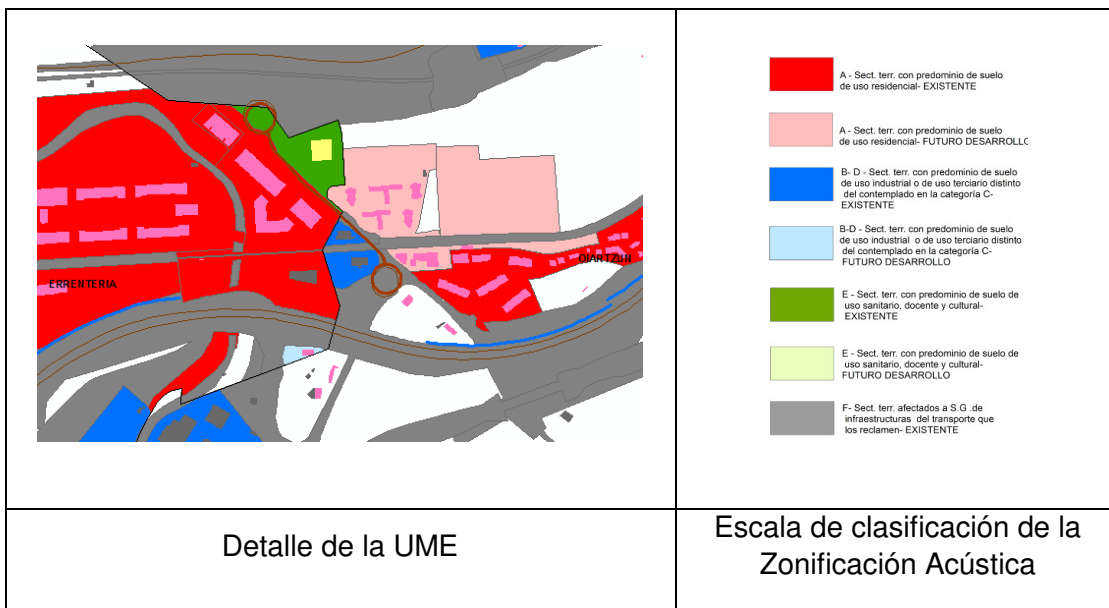 ERRENTERIA
OIARTZUN
A - Sect. terr. con predominio de suelo
de uso residencial- EXISTENTE
A - Sect. terr. con predominio de suelo
de uso residencial- FUTURO DESARROLLO
B- D - Sect. terr. con predominio de suelo
de uso industrial o de uso terciario distinto
del contemplado en la categoría C-
EXISTENTE
B-D - Sect. terr. con predominio de suelo
de uso industrial o de uso terciario distinto
del contemplado en la categoría C-
FUTURO DESARROLLO
E - Sect. terr. con predominio de suelo de
uso sanitario, docente y cultural-
EXISTENTE
E - Sect. terr. con predominio de suelo de
uso sanitario, docente y cultural-
FUTURO DESARROLLO
F- Sect. terr. afectados a S.G .de
infraestructuras del transporte que
los reclamen- EXISTENTE
Detalle de la UME
Escala de clasificación de la
Zonificación Acústica